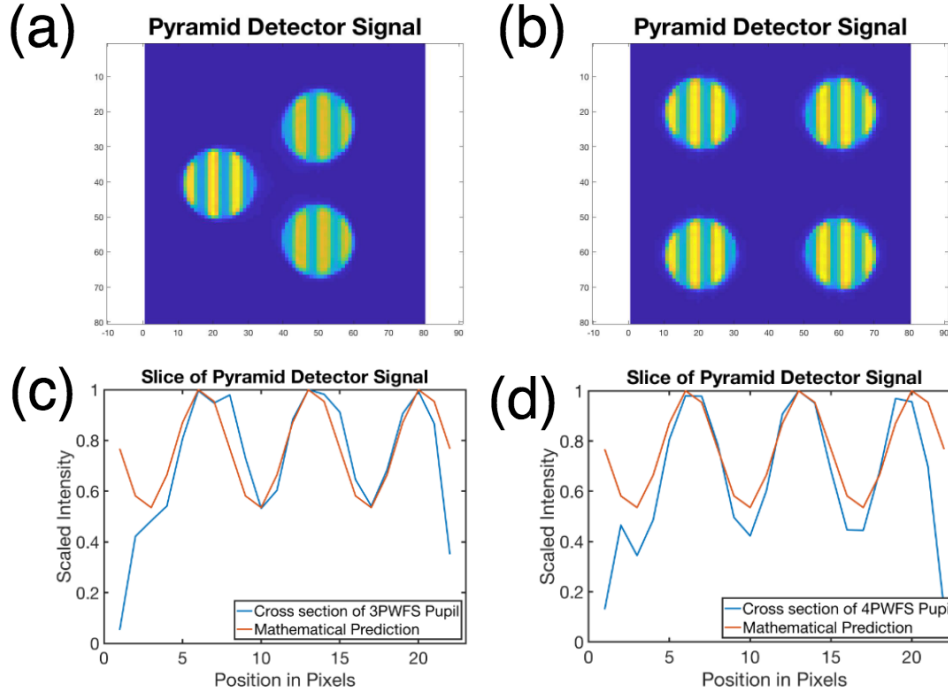 (a)
Pyramid Detector Signal
10
20
30
40
50
60
70
80
-10 0 10 20 30 40 50 60 70 80 90
(b)
Pyramid Detector Signal
10
20
30
40
50
60
70
80
-10 0 10 20 30 40 50 60 70 80 90
(c)
Slice of Pyramid Detector Signal
Scaled Intensity
1
0.8
0.6
0.4
0.2
0
0 5 10 15 20
Position in Pixels
Cross section of 3PWFS Pupil
Mathematical Prediction
(d)
Slice of Pyramid Detector Signal
Scaled Intensity
1
0.8
0.6
0.4
0.2
0
0 5 10 15 20
Position in Pixels
Cross section of 4PWFS Pupil
Mathematical Prediction